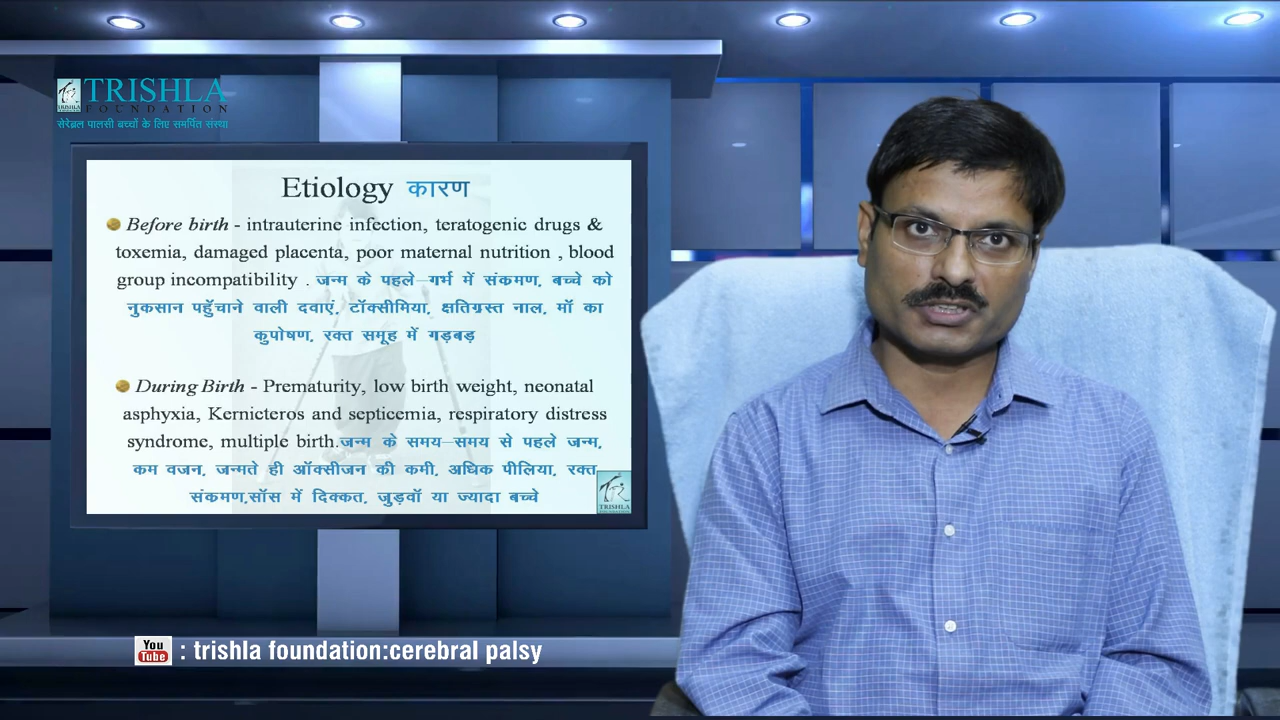 TRISHLA
FOUNDATION
सेरेब्रल पालसी बच्चों के लिए समर्पित संस्था
Etiology कारण
Before birth - intrauterine infection, teratogenic drugs &
toxemia, damaged placenta, poor maternal nutrition , blood
group incompatibility . जन्म के पहले–गर्भ में संकमण, बच्चे को
नुकसान पहुँचाने वाली दवाएं, टॉक्सीमिया, क्षतिग्रस्त नाल, मॉ का
कुपोषण, रक्त समूह में गड़बड़
During Birth - Prematurity, low birth weight, neonatal
asphyxia, Kernicteros and septicemia, respiratory distress
syndrome, multiple birth.जन्म के समय–समय से पहले जन्म,
कम वजन, जन्मते ही ऑक्सीजन की कमी, अधिक पीलिया, रक्त
संकमण,सॉस में दिक्कत, जुड़वॉ या ज्यादा बच्चे
TRISHLA
FOUNDATION
You
Tube : trishla foundation:cerebral palsy